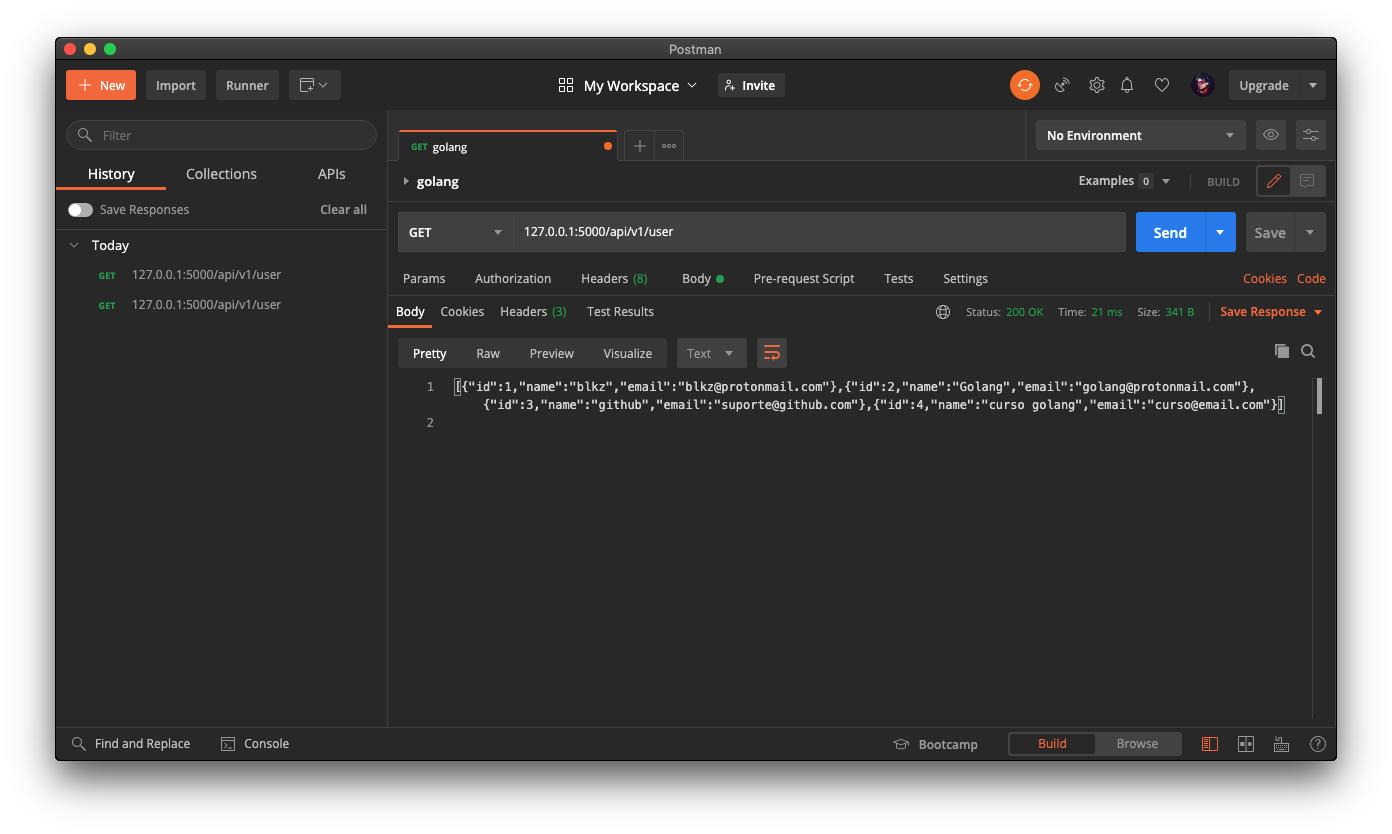 Postman
New Import Runner
My Workspace Invite
Upgrade
Filter
History Collections APIs
Save Responses Clear all
Today
GET 127.0.0.1:5000/api/v1/user
GET 127.0.0.1:5000/api/v1/user
GET golang
No Environment
golang
Examples 0 BUILD
GET 127.0.0.1:5000/api/v1/user Send Save
Params Authorization Headers (8) Body Pre-request Script Tests Settings Cookies Code
Body Cookies Headers (3) Test Results Status: 200 OK Time: 21 ms Size: 341 B Save Response
Pretty Raw Preview Visualize Text
1 [{"id":1,"name":"blkz","email":"blkz@protonmail.com"},{"id":2,"name":"Golang","email":"golang@protonmail.com"},
{"id":3,"name":"github","email":"suporte@github.com"},{"id":4,"name":"curso golang","email":"curso@email.com"}]
2
Find and Replace Console Bootcamp Build Browse